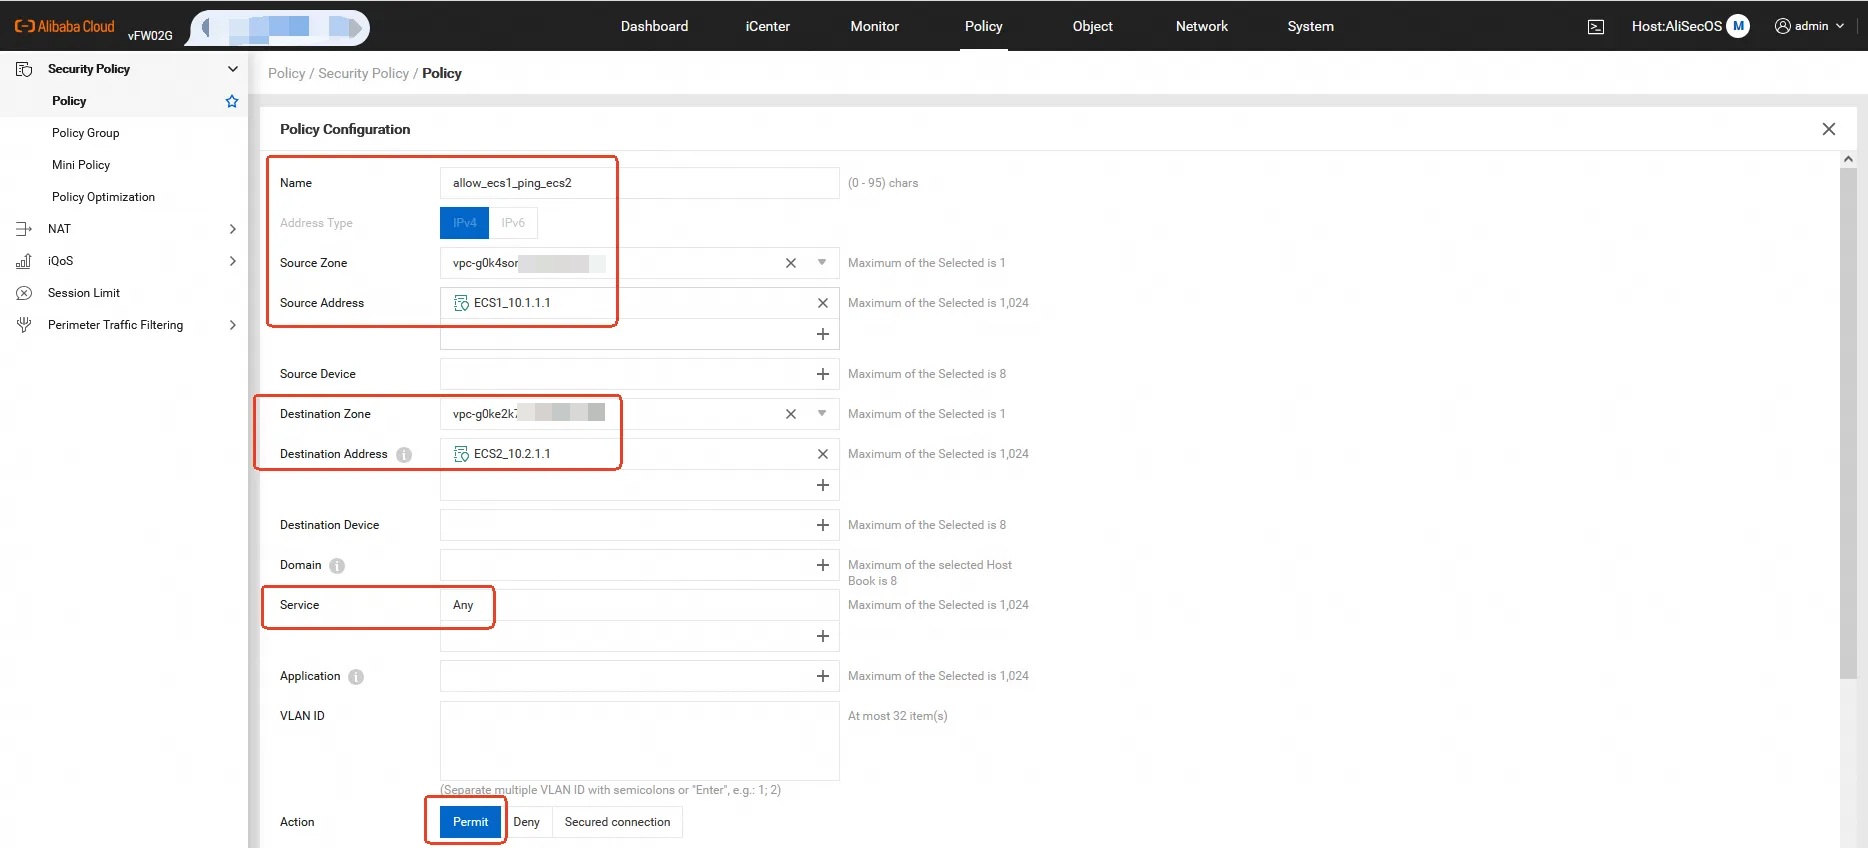 Alibaba Cloud vFW02G Dashboard iCenter Monitor Policy Object Network System Host:AliSecOS M admin
Security Policy
Policy
Policy Group
Mini Policy
Policy Optimization
NAT
iQoS
Session Limit
Perimeter Traffic Filtering
Policy / Security Policy / Policy
Policy Configuration
Name allow_ecs1_ping_ecs2 (0 - 95) chars
Address Type IPv4 IPv6
Source Zone vpc-g0k4sor Maximum of the Selected is 1
Source Address ECS1_10.1.1.1 Maximum of the Selected is 1,024
Source Device Maximum of the Selected is 8
Destination Zone vpc-g0ke2k7 Maximum of the Selected is 1
Destination Address ECS2_10.2.1.1 Maximum of the Selected is 1,024
Destination Device Maximum of the Selected is 8
Domain Maximum of the selected Host
Book is 8
Service Any Maximum of the Selected is 1,024
Application Maximum of the Selected is 1,024
VLAN ID At most 32 item(s)
(Separate multiple VLAN ID with semicolons or "Enter", e.g.: 1; 2)
Action Permit Deny Secured connection